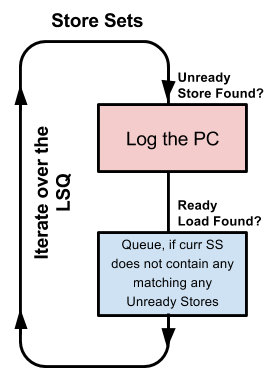 Store Sets
Unready
Store Found?
Log the PC
Iterate over the
LSQ
Ready
Load Found?
Queue, if curr SS
does not contain any
matching any
Unready Stores